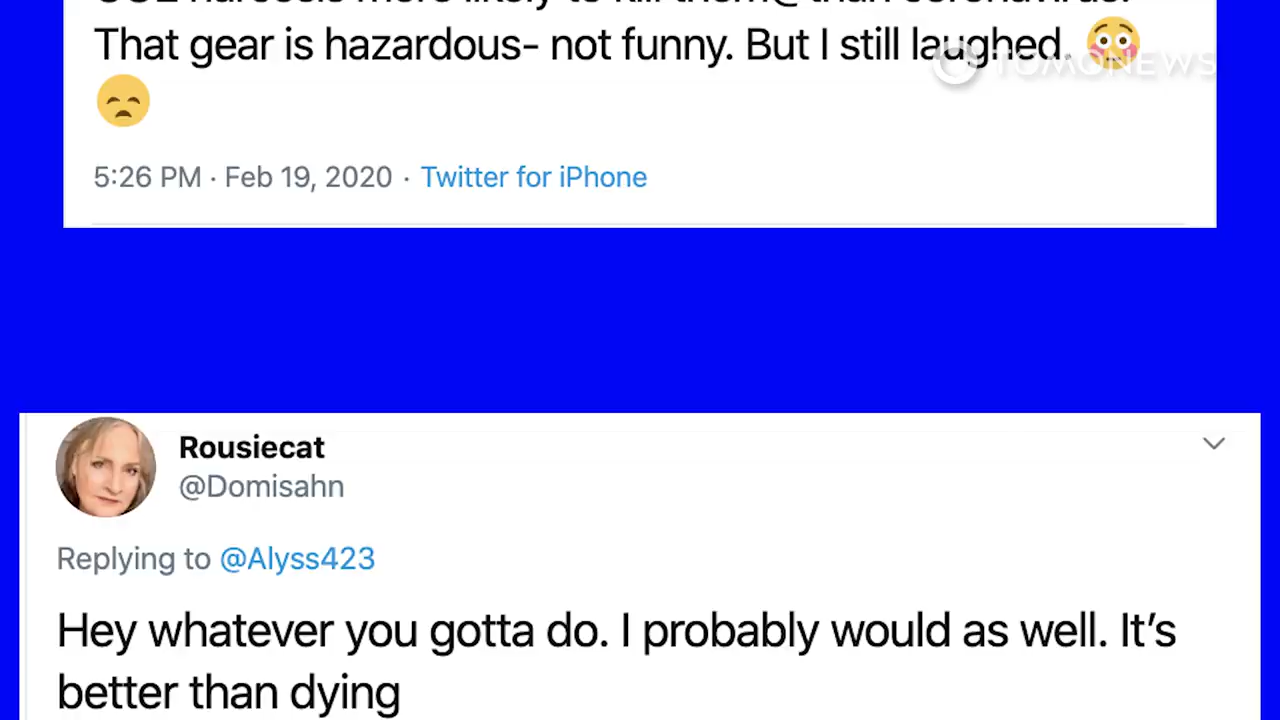 That gear is hazardous- not funny. But I still laughed.
TOMONEWS
5:26 PM · Feb 19, 2020 · Twitter for iPhone
Rousiecat
@Domisahn
Replying to @Alyss423
Hey whatever you gotta do. I probably would as well. It's
better than dying